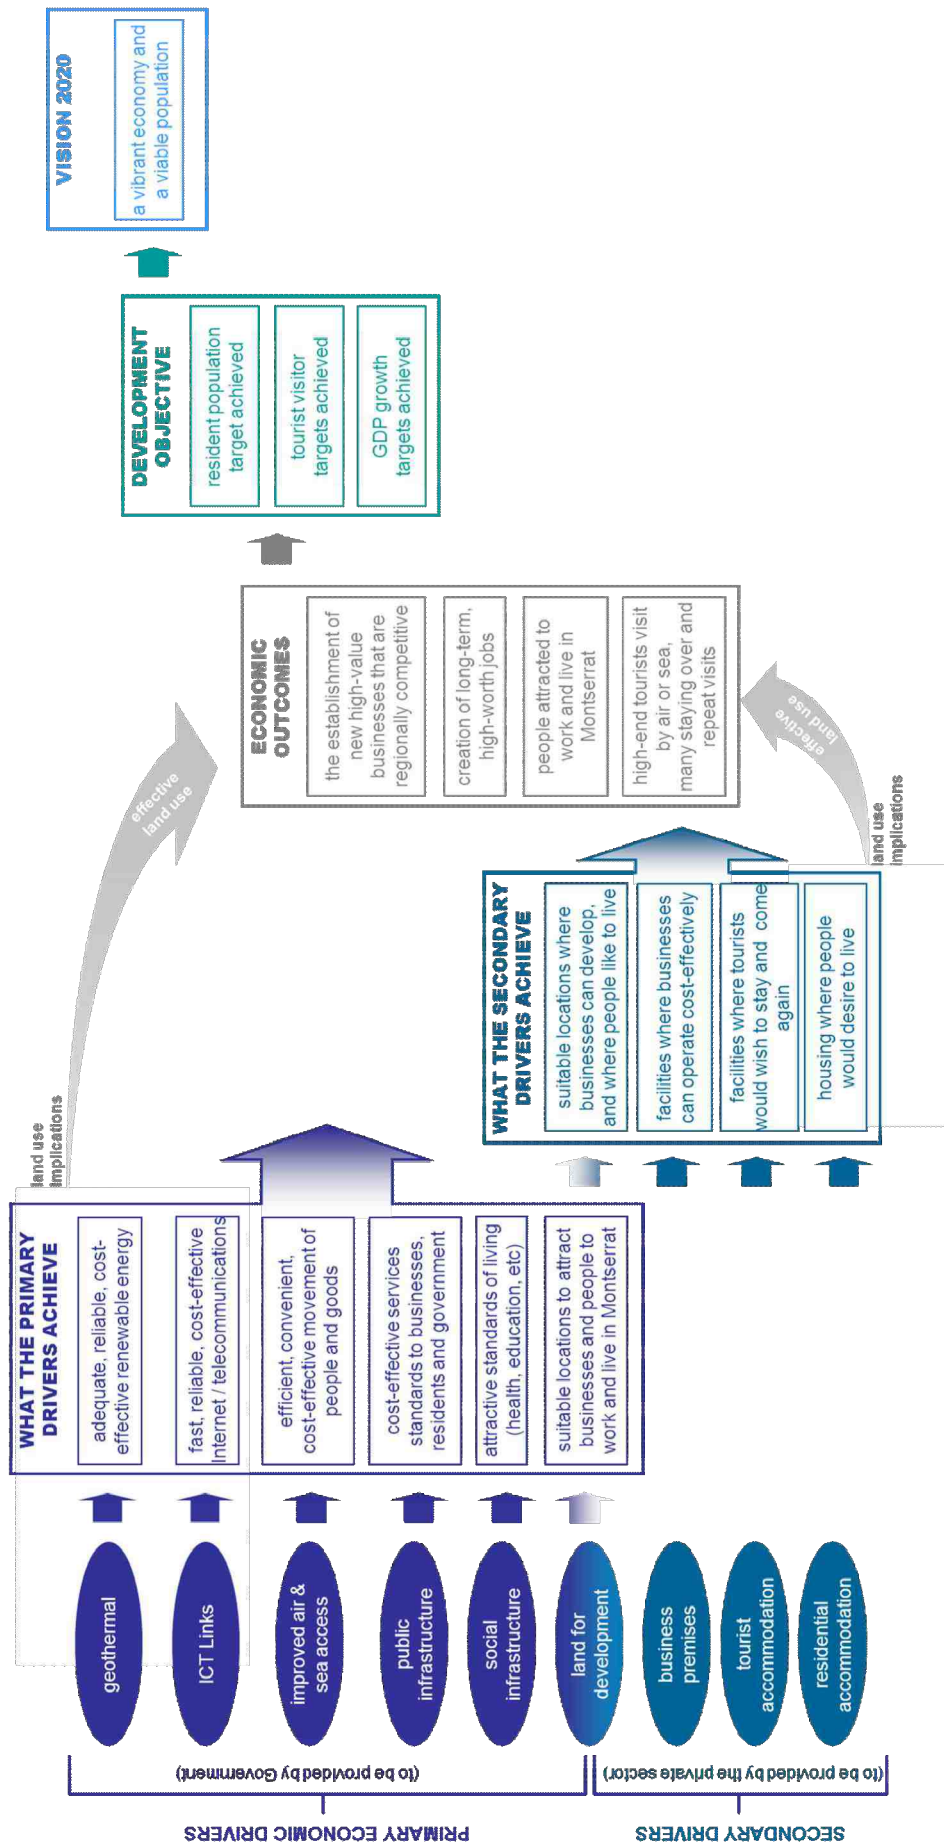 PRIMARY ECONOMIC DRIVERS
(to be provided by Government)
SECONDARY DRIVERS
(to be provided by the private sector)
geothermal
ICT Links
improved air &
sea access
public
infrastructure
social
infrastructure
land for
development
business
premises
tourist
accommodation
residential
accommodation
WHAT THE PRIMARY
DRIVERS ACHIEVE
adequate, reliable, cost-
effective renewable energy
fast, reliable, cost-effective
Internet / telecommunications
efficient, convenient,
cost-effective movement of
people and goods
cost-effective services
standards to businesses,
residents and government
attractive standards of living
(health, education, etc)
suitable locations to attract
businesses and people to
work and live in Montserrat
land use
implications
effective
land use
WHAT THE SECONDARY
DRIVERS ACHIEVE
suitable locations where
businesses can develop,
and where people like to live
facilities where businesses
can operate cost-effectively
facilities where tourists
would wish to stay and come
again
housing where people
would desire to live
land use
implications
effective
land use
ECONOMIC
OUTCOMES
the establishment of
new high-value
businesses that are
regionally competitive
creation of long-term,
high-worth jobs
people attracted to
work and live in
Montserrat
high-end tourists visit
by air or sea,
many staying over and
repeat visits
DEVELOPMENT
OBJECTIVE
resident population
target achieved
tourist visitor
targets achieved
GDP growth
targets achieved
VISION 2020
a vibrant economy and
a viable population